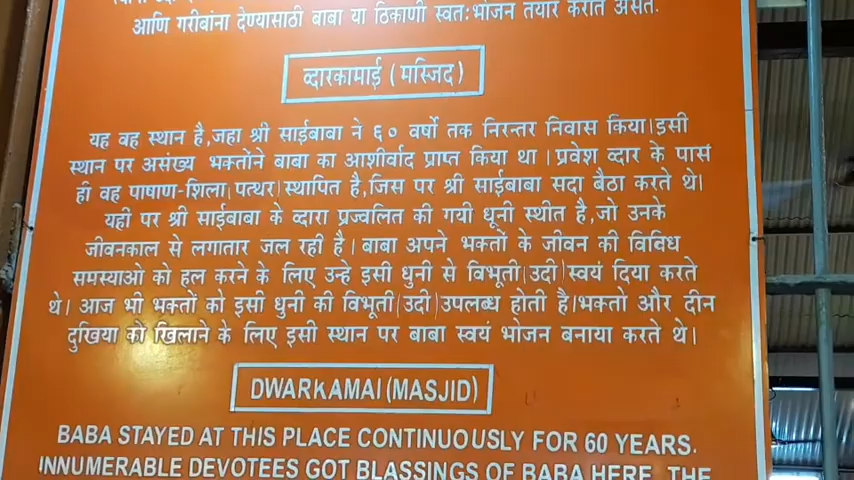 आणि गरीबांना देण्यासाठी बाबा या ठिकाणी स्वतः भोजन तयार करीत असत.
व्दारकामाई (मस्जिद)
यह वह स्थान है,जहा श्री साईबाबा ने ६० वर्षो तक निरन्तर निवास किया।इसी
स्थान पर असंख्य भक्तोंने बाबा का आशीर्वाद प्राप्त किया था।प्रवेश व्दार के पास
ही वह पाषाण-शिला(पत्थर)स्थापित है,जिस पर श्री साईबाबा सदा बैठा करते थे।
यही पर श्री साईबाबा के व्दारा प्रज्वलित की गयी धूनी स्थीत है,जो उनके
जीवनकाल से लगातार जल रही है।बाबा अपने भक्तों के जीवन की विविध
समस्याओ को हल करने के लिए उन्हे इसी धुनी से विभूती(उदी)स्वयं दिया करते
थे।आज भी भक्तों को इसी धुनी की विभूती(उदी)उपलब्ध होती है।भक्तो और दीन
दुखियो को खिलाने के लिए इसी स्थान पर बाबा स्वयं भोजन बनाया करते थे।
DWARKAMAI (MASJID)
BABA STAYED AT THIS PLACE CONTINUOUSLY FOR 60 YEARS.
INNUMERABLE DEVOTEES GOT BLASSINGS OF BABA HERE. THE